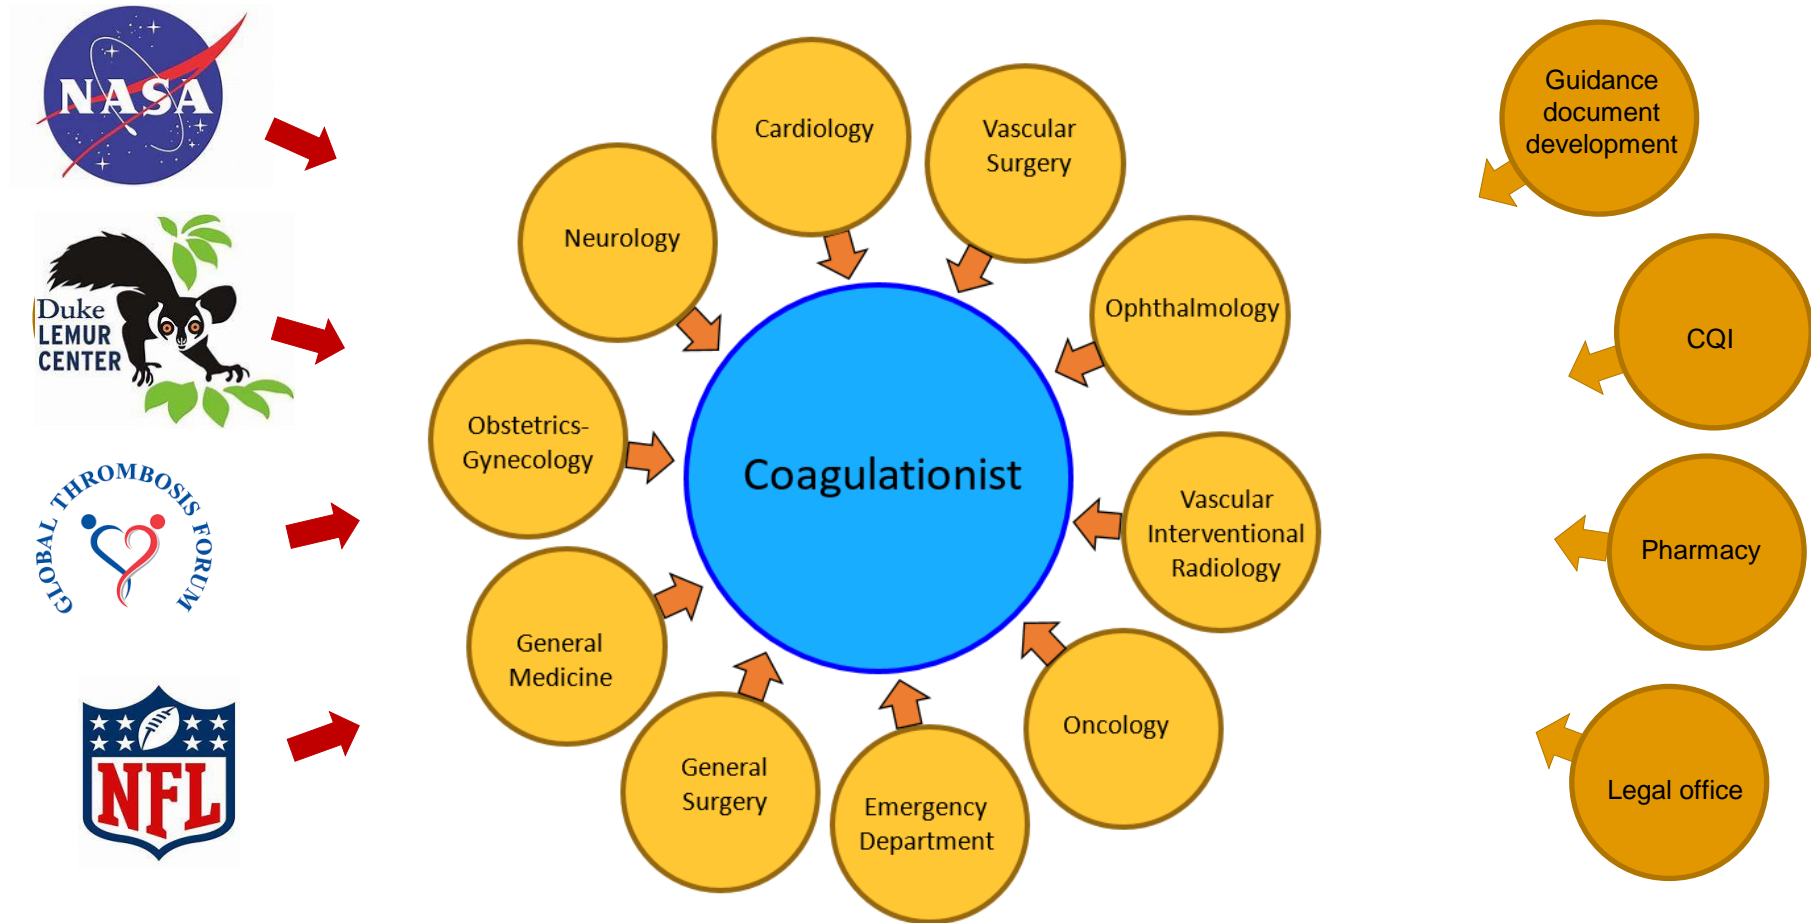 NASA
Duke
LEMUR
CENTER
GLOBAL THROMBOSIS FORUM
NFL
Cardiology
Vascular
Surgery
Neurology
Ophthalmology
Obstetrics-
Gynecology
Coagulationist
Vascular
Interventional
Radiology
General
Medicine
Oncology
General
Surgery
Emergency
Department
Guidance
document
development
CQI
Pharmacy
Legal office